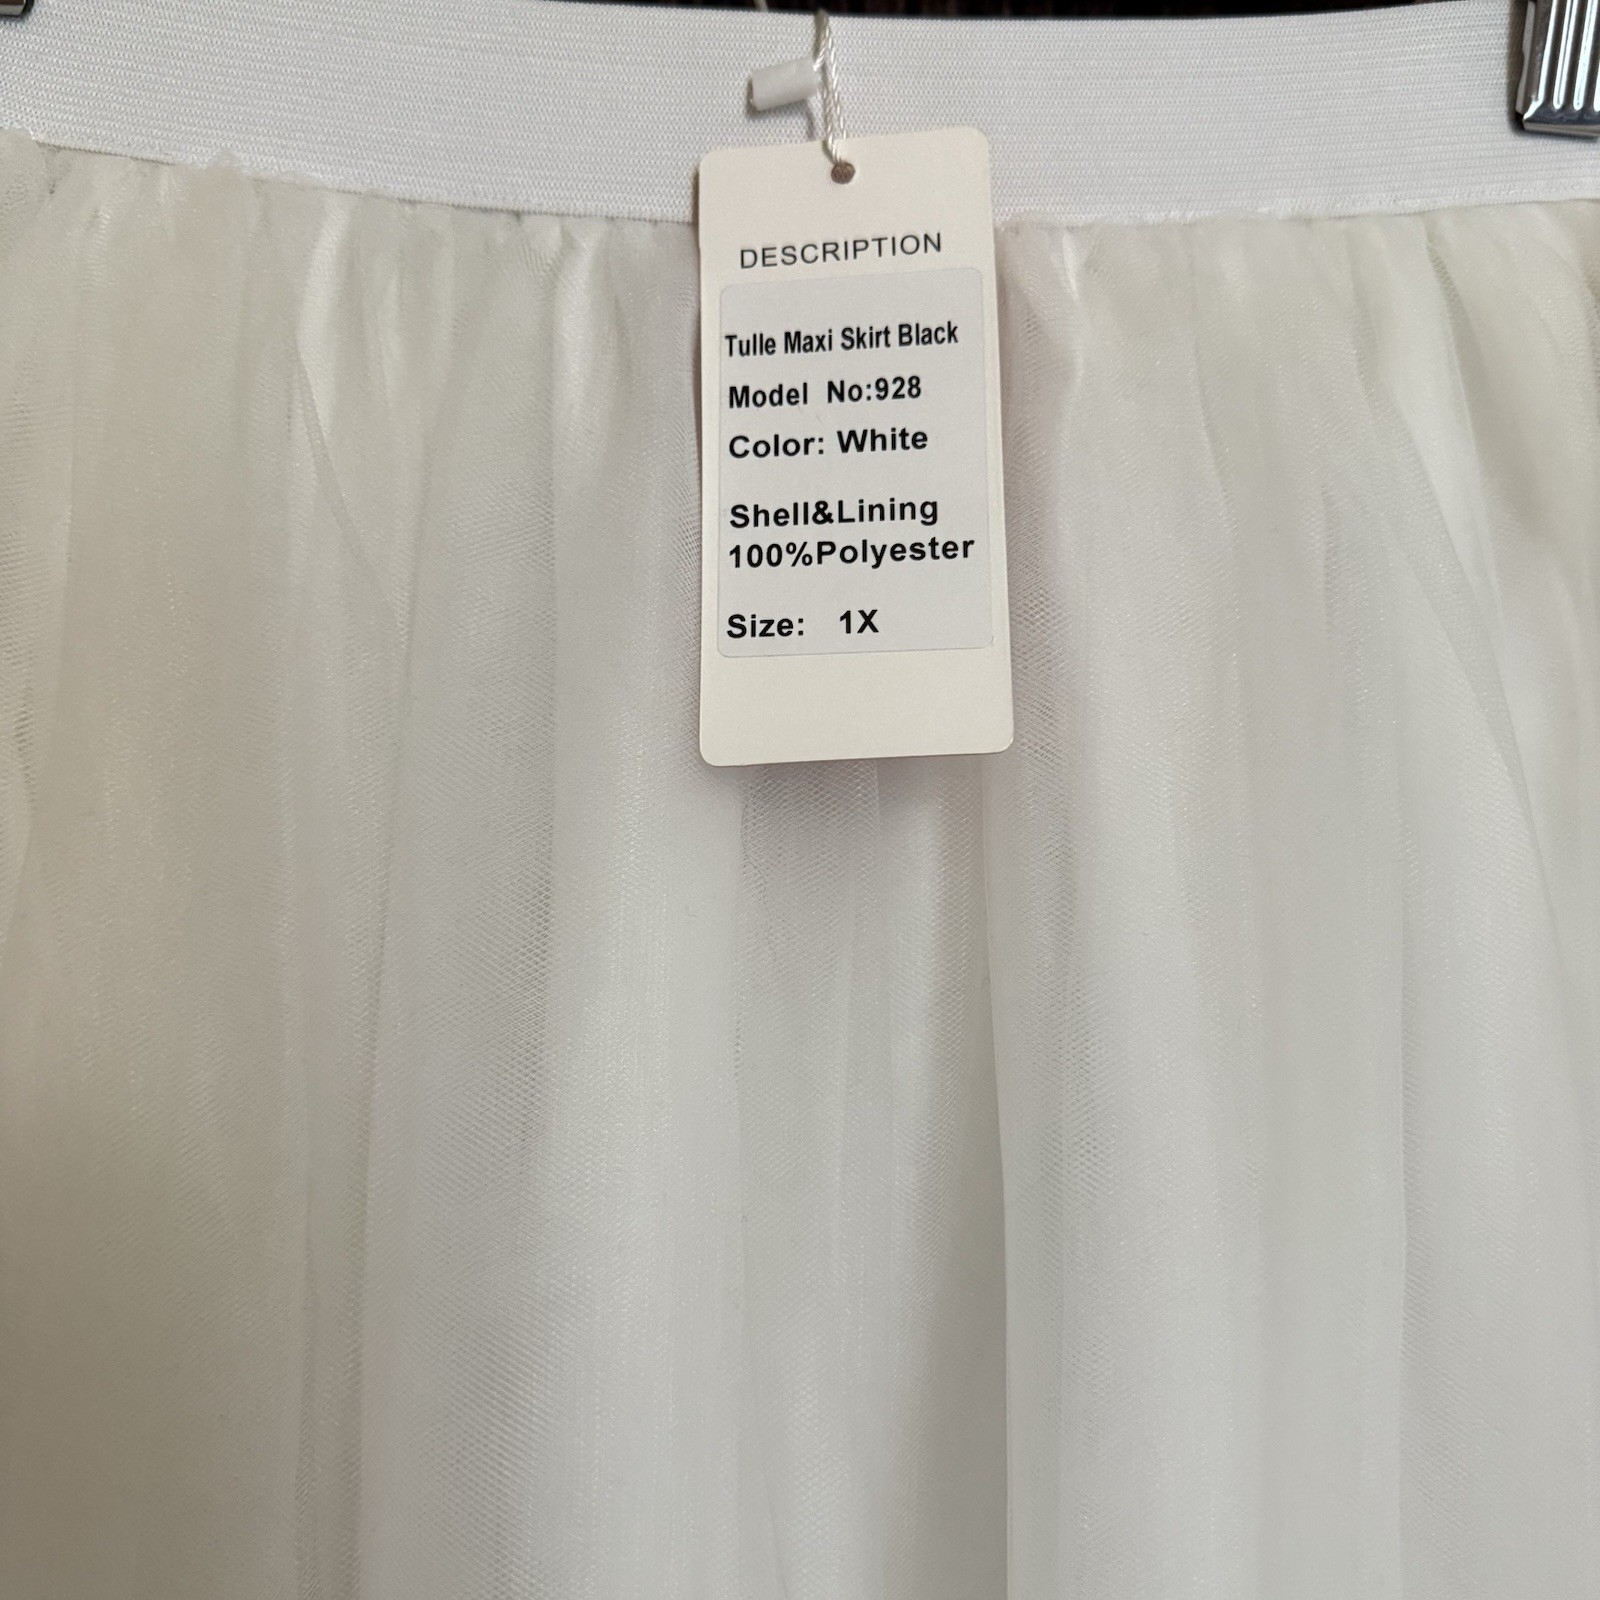 DESCRIPTION
Tulle Maxi Skirt Black
Model No:928
Color: White
Shell&Lining
100%Polyester
Size: 1X